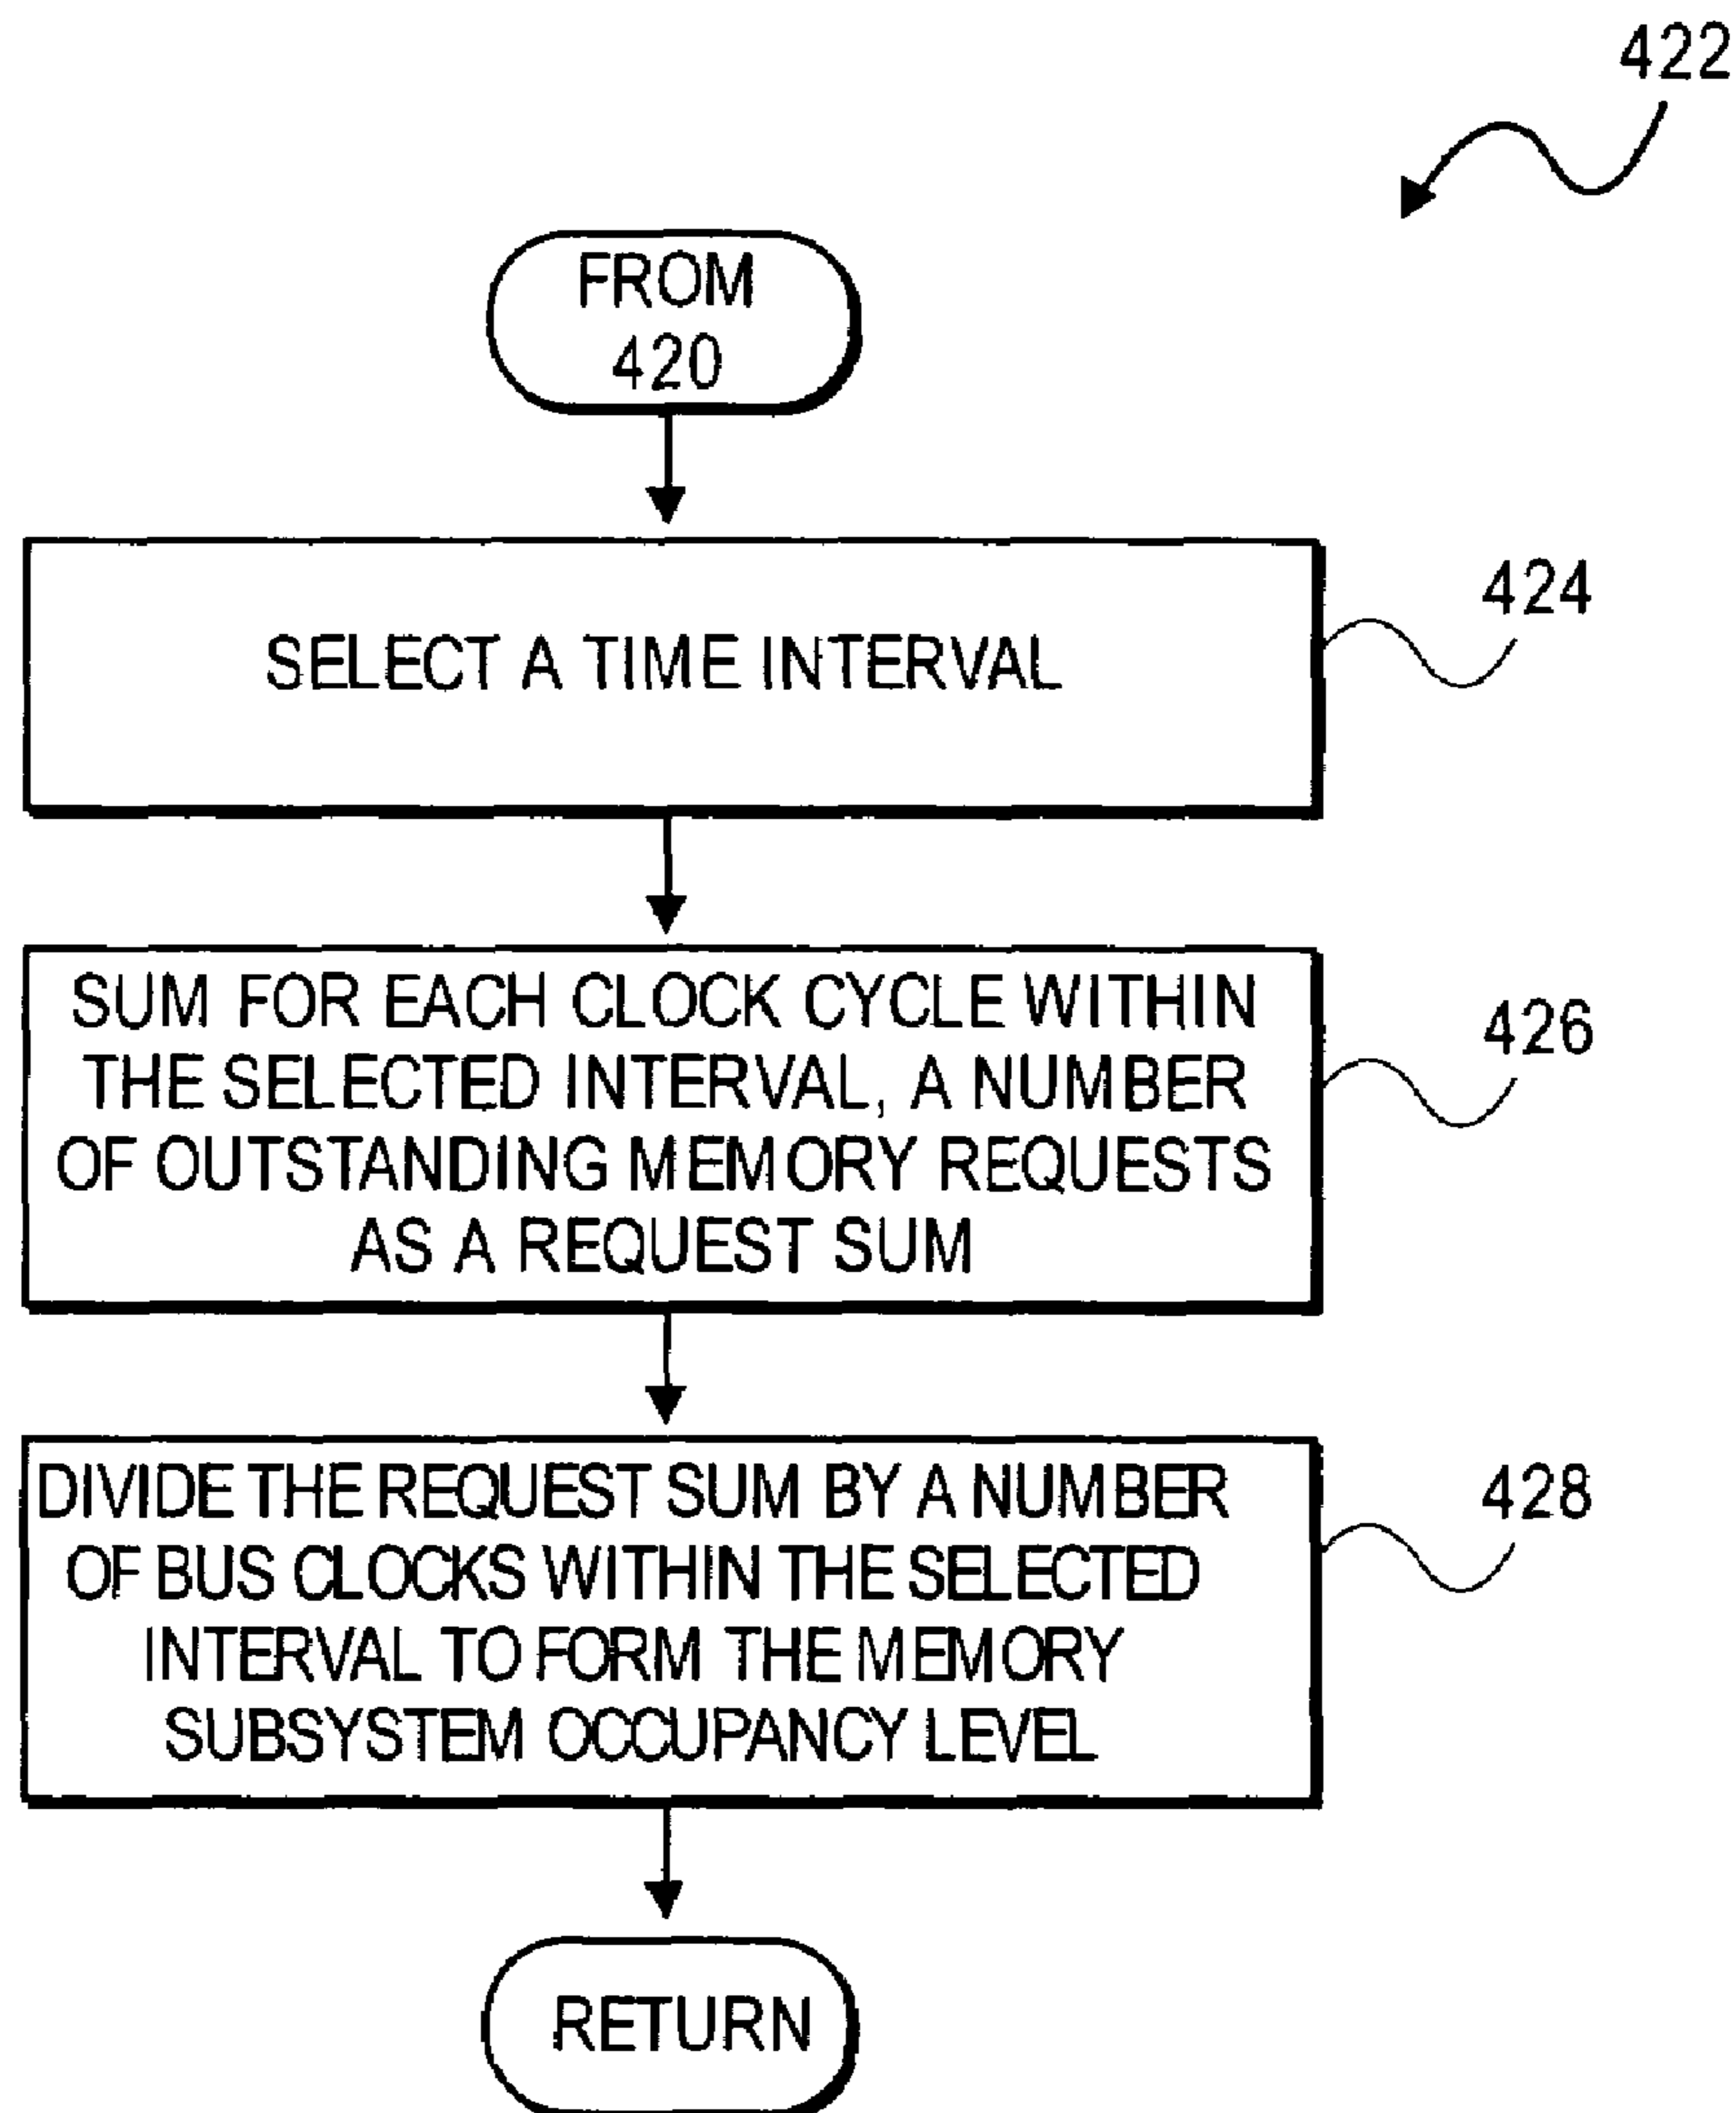 422
FROM
420
SELECT A TIME INTERVAL
424
SUM FOR EACH CLOCK CYCLE WITHIN
THE SELECTED INTERVAL, A NUMBER
OF OUTSTANDING MEMORY REQUESTS
AS A REQUEST SUM
426
DIVIDE THE REQUEST SUM BY A NUMBER
OF BUS CLOCKS WITHIN THE SELECTED
INTERVAL TO FORM THE MEMORY
SUBSYSTEM OCCUPANCY LEVEL
428
RETURN